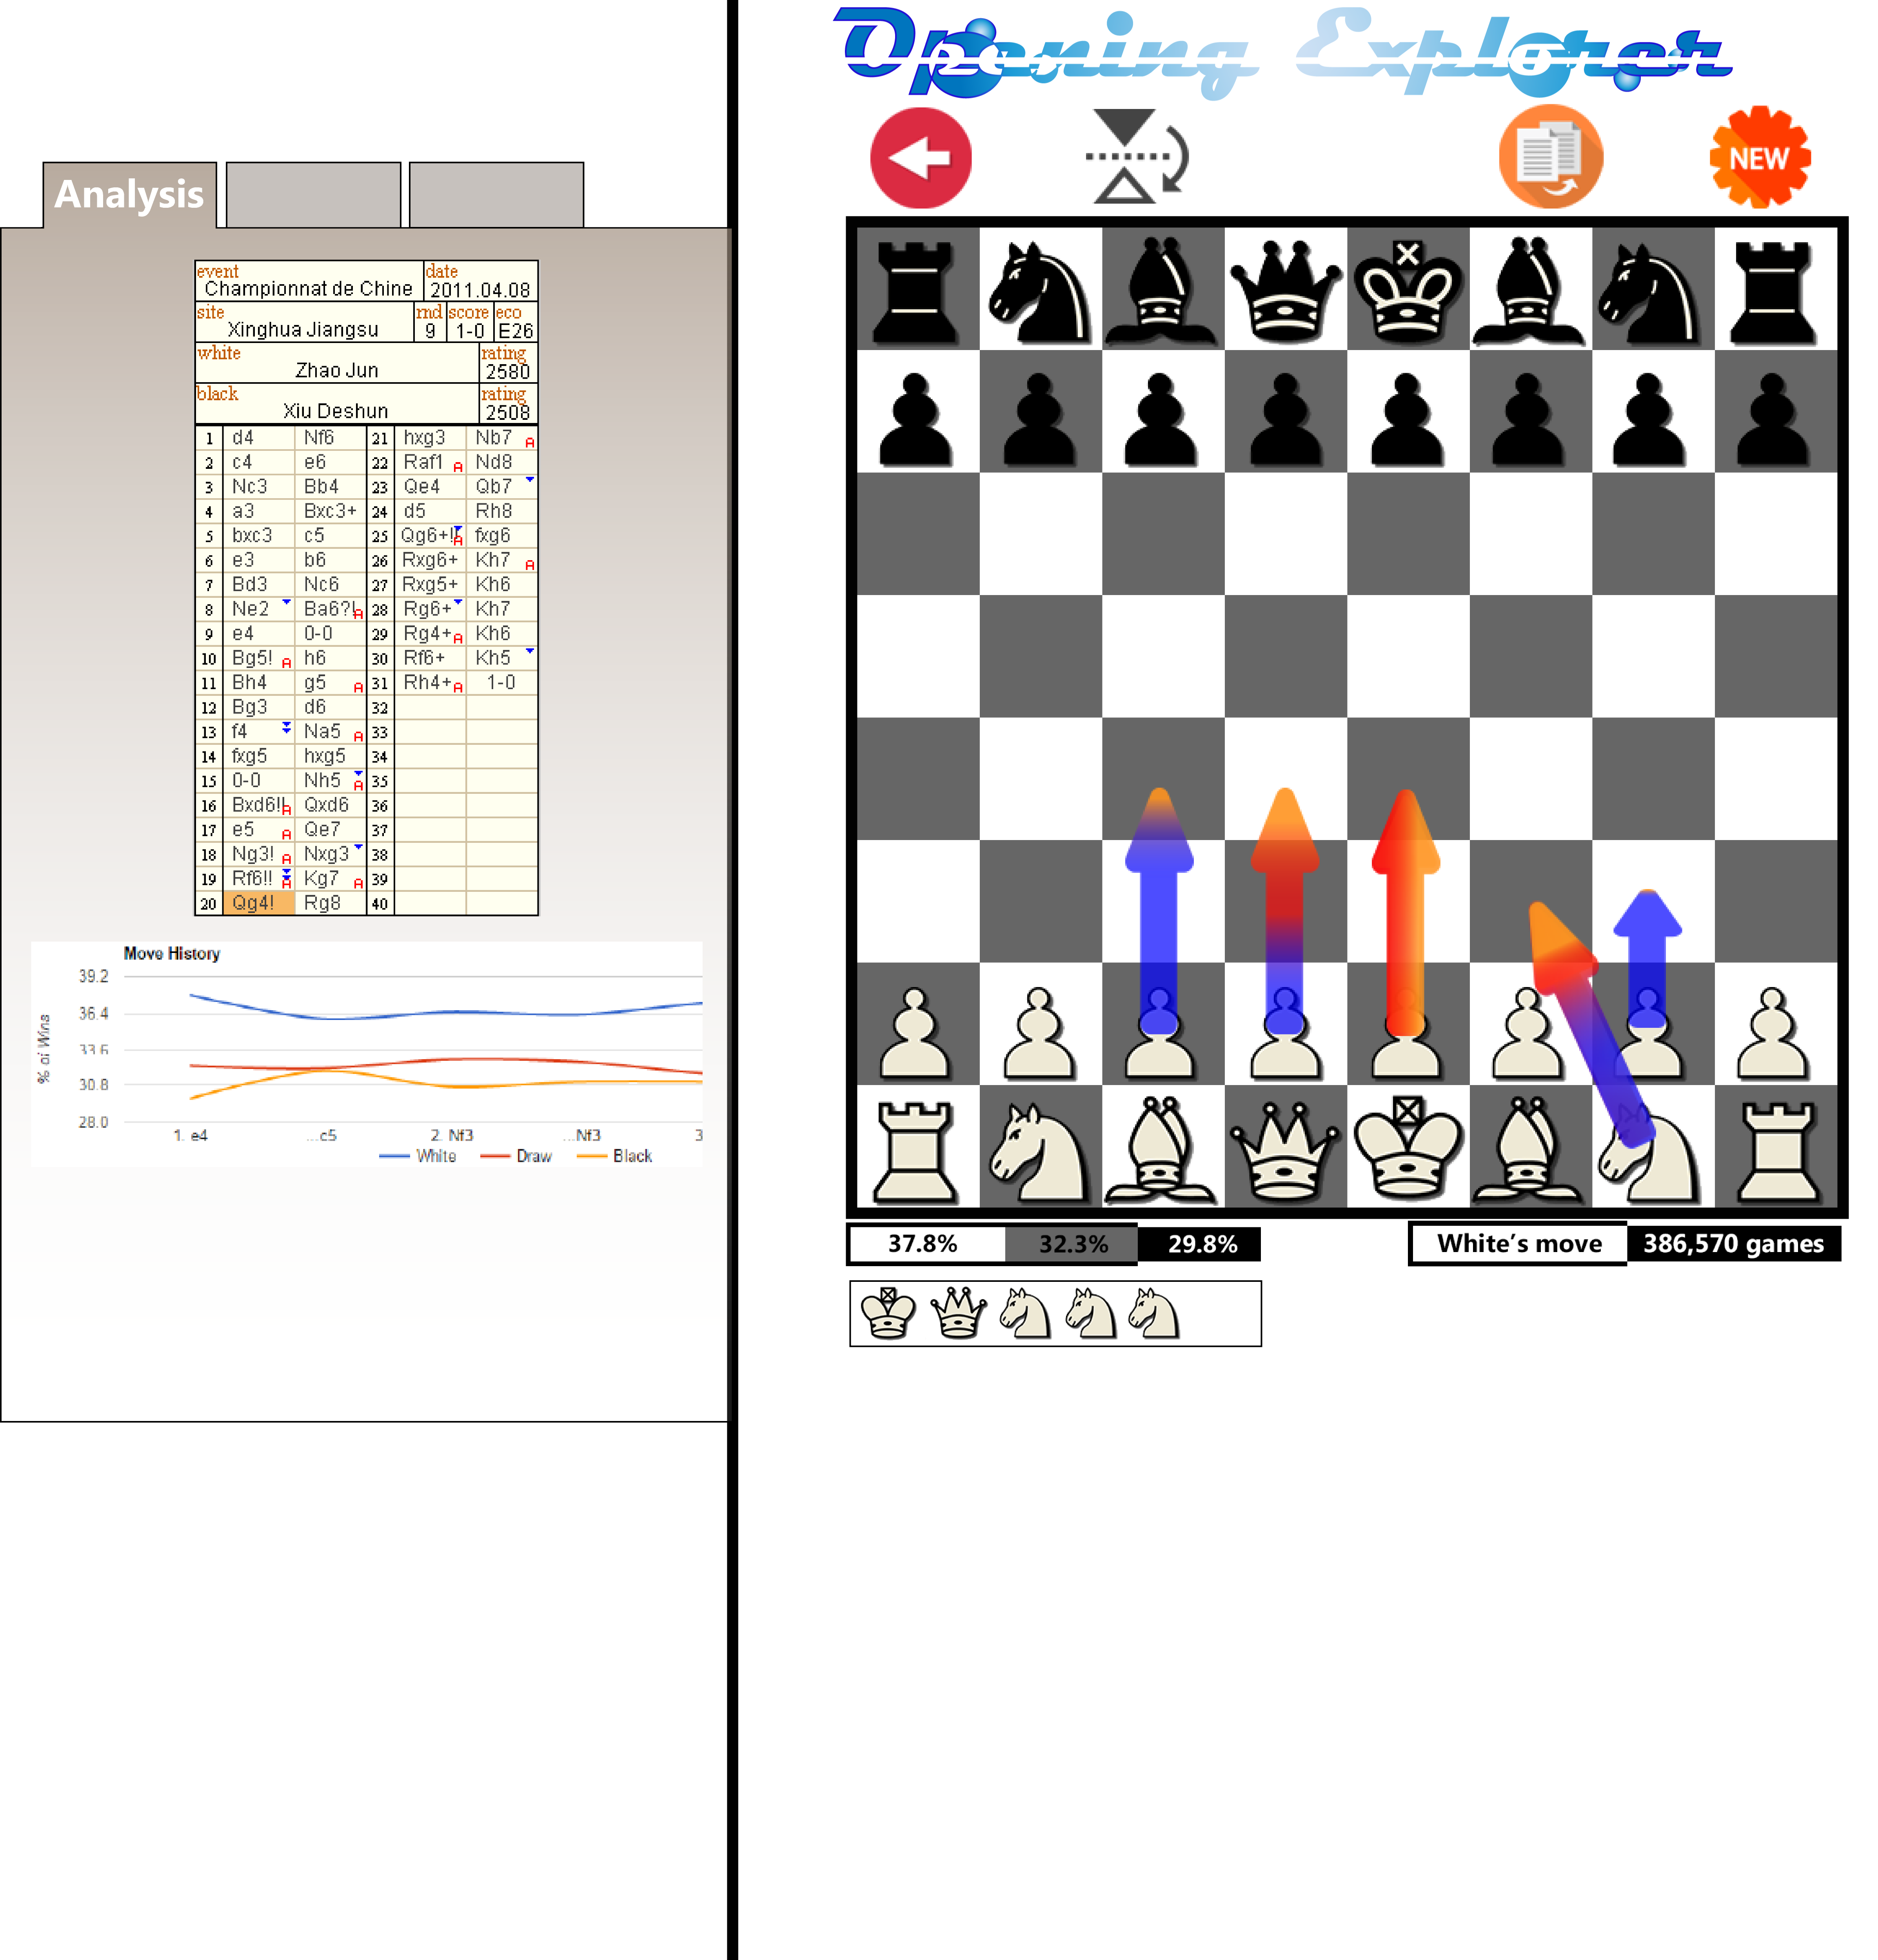 Opening Explorer
NEW
Analysis
event date
Championnat de Chine 2011.04.08
site rnd score eco
Xinghua Jiangsu 9 1-0 E26
white rating
Zhao Jun 2580
black rating
Xiu Deshun 2508
1 d4 Nf6 21 hxg3 Nb7 A
2 c4 e6 22 Raf1 A Nd8
3 Nc3 Bb4 23 Qe4 Qb7
4 a3 Bxc3+ 24 d5 Rh8
5 bxc3 c5 25 Qg6+! A fxg6
6 e3 b6 26 Rxg6+ Kh7 A
7 Bd3 Nc6 27 Rxg5+ Kh6
8 Ne2 Ba6?! A 28 Rg6+ Kh7
9 e4 0-0 29 Rg4+ A Kh6
10 Bg5! A h6 30 Rf6+ Kh5
11 Bh4 g5 A 31 Rh4+ A 1-0
12 Bg3 d6 32
13 f4 Na5 A 33
14 fxg5 hxg5 34
15 0-0 Nh5 A 35
16 Bxd6! A Qxd6 36
17 e5 A Qe7 37
18 Ng3! A Nxg3 38
19 Rf6!! A Kg7 A 39
20 Qg4! Rg8 40
Move History
% of Wins
39.2
36.4
33.6
30.8
28.0
1. e4 ...c5 2. Nf3 ...Nf3 3
White Draw Black
37.8% 32.3% 29.8%
White's move 386,570 games